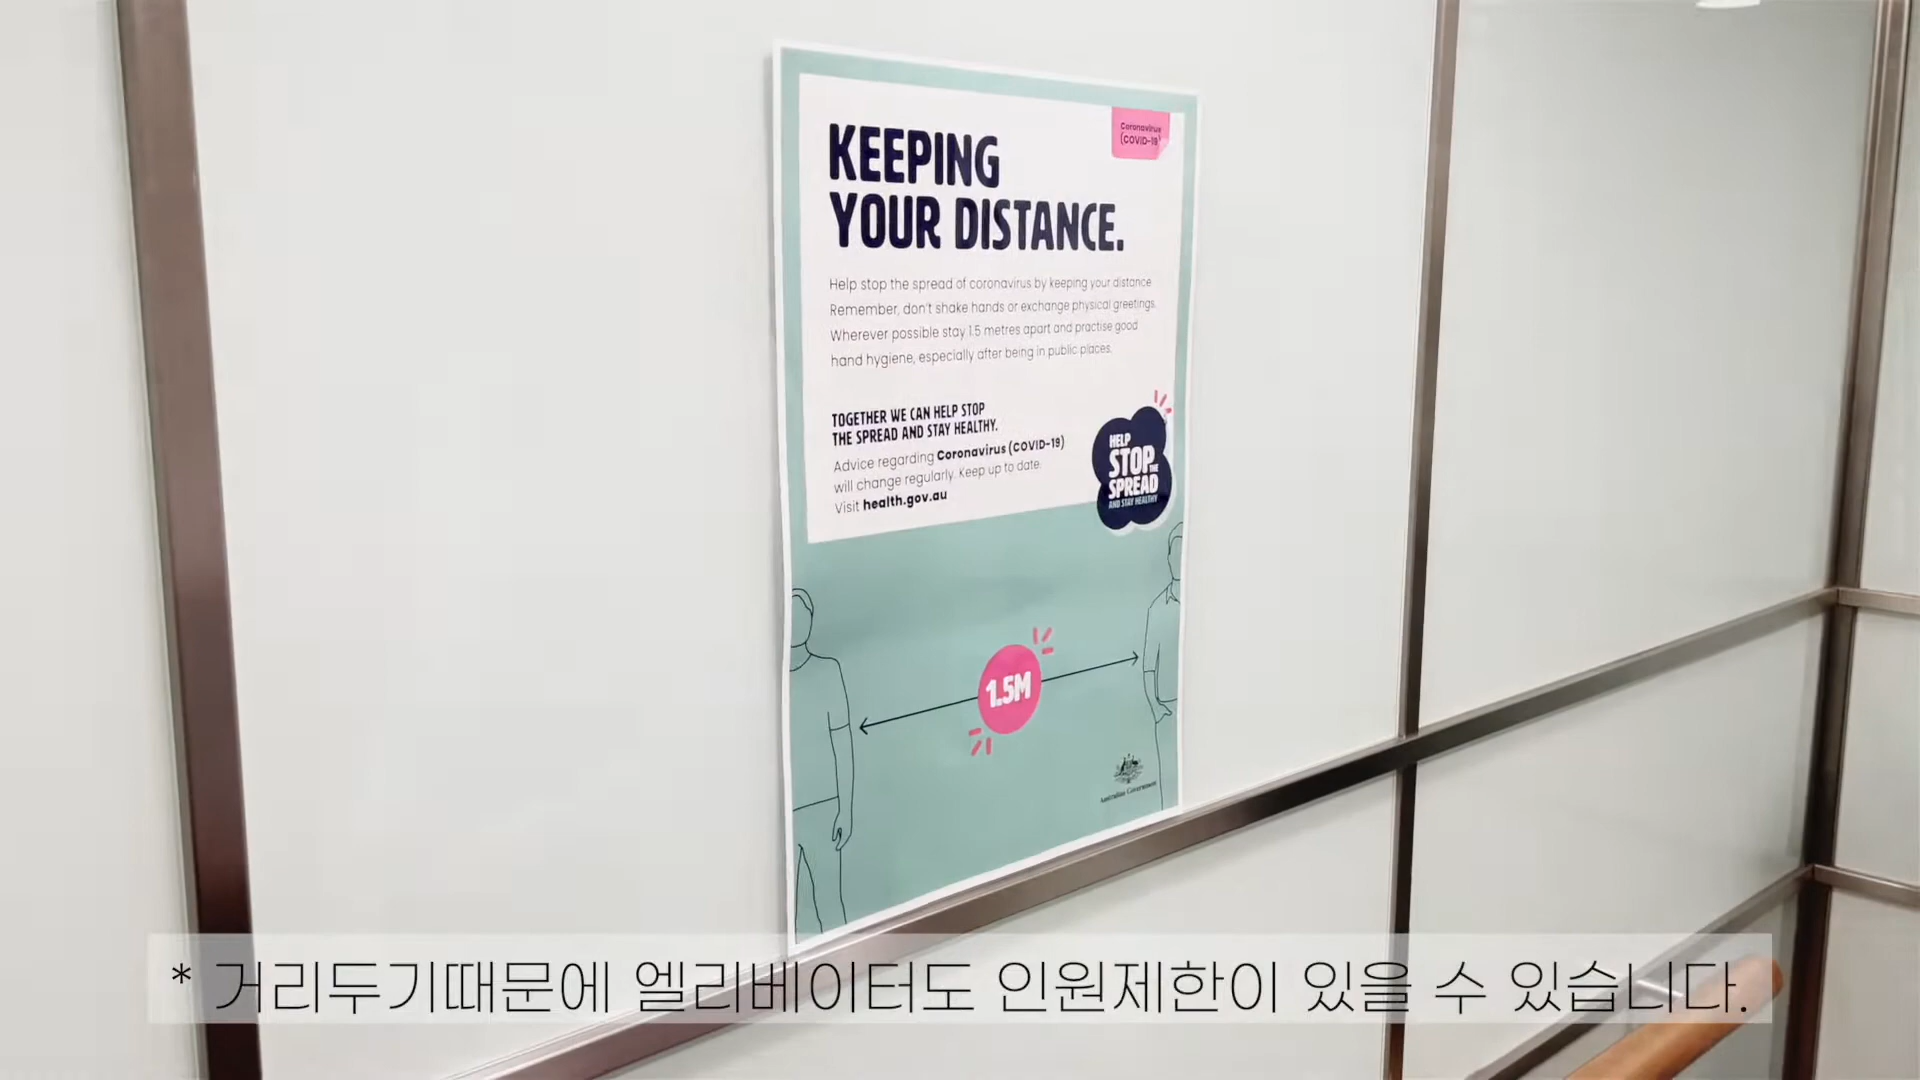 Coronavirus
(COVID-19)
KEEPING
YOUR DISTANCE.
Help stop the spread of coronavirus by keeping your distance
Remember, don't shake hands or exchange physical greetings.
Wherever possible stay 1.5 metres apart and practise good
hand hygiene, especially after being in public places.
TOGETHER WE CAN HELP STOP
THE SPREAD AND STAY HEALTHY.
Advice regarding Coronavirus (COVID-19)
will change regularly. Keep up to date.
Visit health.gov.au
HELP
STOP THE
SPREAD
AND STAY HEALTHY
1.5M
Australian Government
* 거리두기때문에 엘리베이터도 인원제한이 있을 수 있습니다.